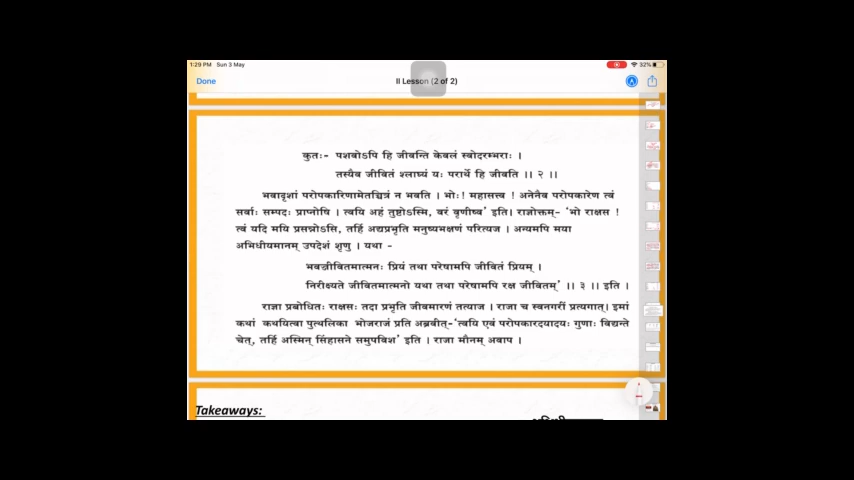 1:29 PM Sun 3 May 32%
Done II Lesson (2 of 2)
कुतः- पशवोऽपि हि जीवन्ति केवलं स्वोदरम्भराः ।
तस्यैव जीवितं श्लाघ्यं यः परार्थे हि जीवति ।। २ ।।
भवादृशां परोपकारिणामेतच्चित्रं न भवति । भोः! महासत्त्व ! अनेनैव परोपकारेण त्वं
सर्वाः सम्पदः प्राप्नोषि । त्वयि अहं तुष्टोऽस्मि, वरं वृणीष्व' इति। राज्ञोक्तम्- 'भो राक्षस !
त्वं यदि मयि प्रसन्नोऽसि, तर्हि अद्यप्रभृति मनुष्यभक्षणं परित्यज । अन्यमपि मया
अभिधीयमानम् उपदेशं शृणु । यथा -
भवज्जीवितमात्मनः प्रियं तथा परेषामपि जीवितं प्रियम् ।
निरीक्ष्यते जीवितमात्मनो यथा तथा परेषामपि रक्ष जीवितम्' ।। ३ ।। इति ।
राज्ञा प्रबोधितः राक्षसः तदा प्रभृति जीवमारणं तत्याज । राजा च स्वनगरीं प्रत्यगात्। इमां
कथां कथयित्वा पुत्थलिका भोजराजं प्रति अब्रवीत्-'त्वयि एवं परोपकारदयादयः गुणाः विद्यन्ते
चेत्, तर्हि अस्मिन् सिंहासने समुपविश' इति । राजा मौनम् अवाप ।
Takeaways: